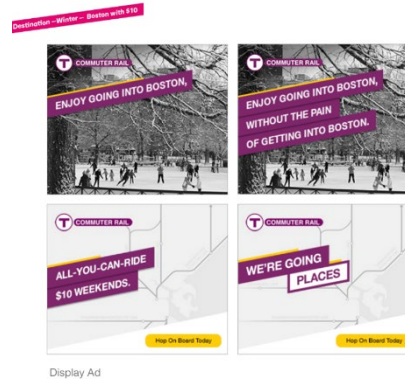 Destination –Winter – Boston with $10
T COMMUTER RAIL
ENJOY GOING INTO BOSTON,
T COMMUTER RAIL
ENJOY GOING INTO BOSTON,
WITHOUT THE PAIN
OF GETTING INTO BOSTON.
T COMMUTER RAIL
ALL-YOU-CAN-RIDE
$10 WEEKENDS.
Hop On Board Today
T COMMUTER RAIL
WE'RE GOING
PLACES
Hop On Board Today
Display Ad